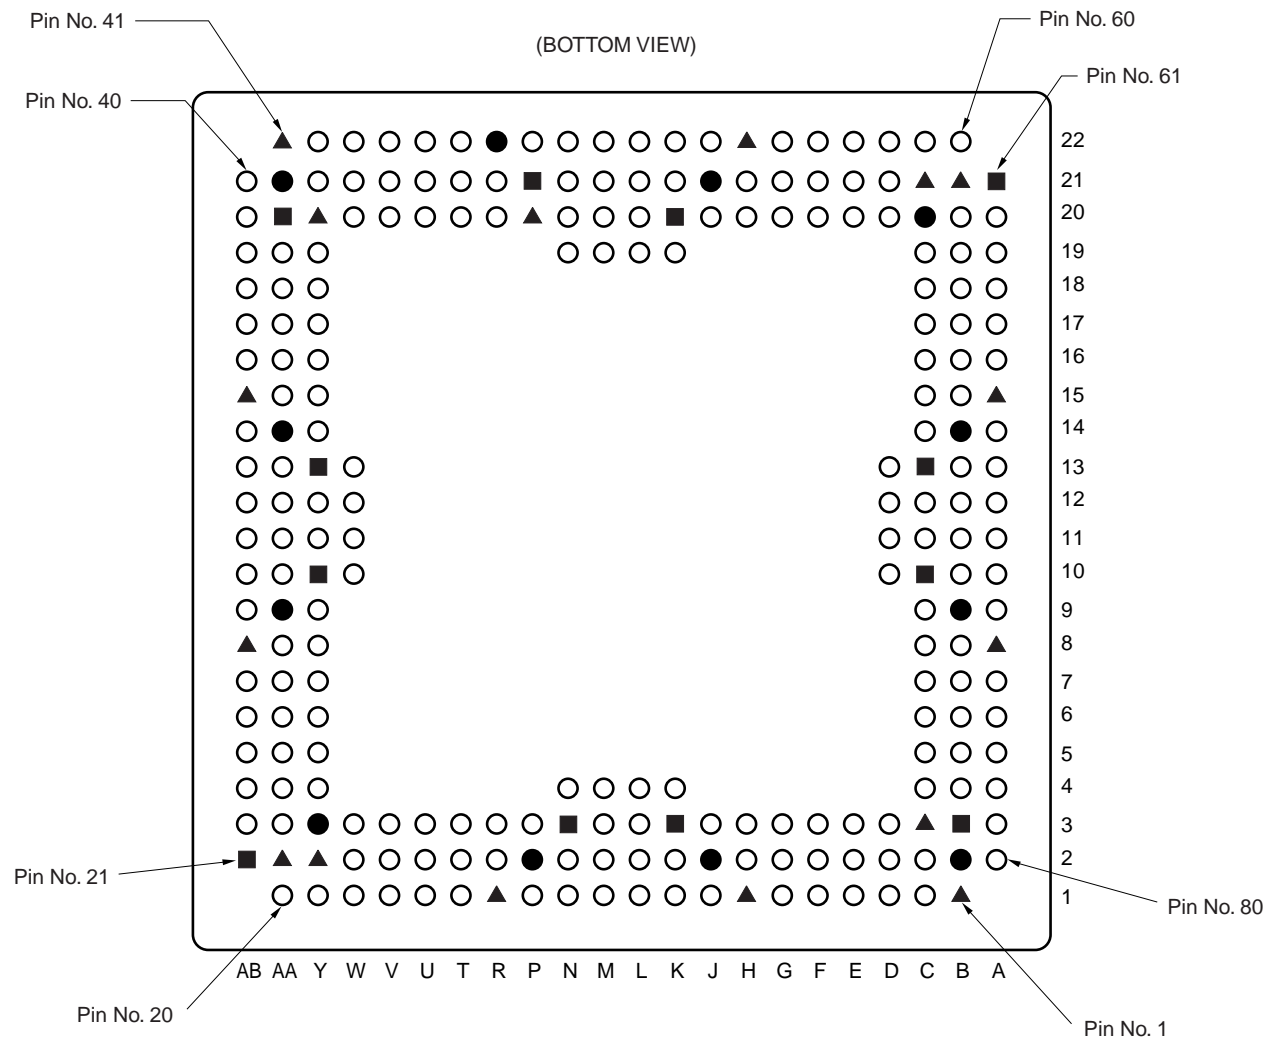 Pin No. 41
Pin No. 60
(BOTTOM VIEW)
Pin No. 61
Pin No. 40
22
21
20
19
18
17
16
15
14
13
12
11
10
9
8
7
6
5
4
3
2
1
Pin No. 21
Pin No. 80
AB AA Y W V U T R P N M L K J H G F E D C B A
Pin No. 20
Pin No. 1